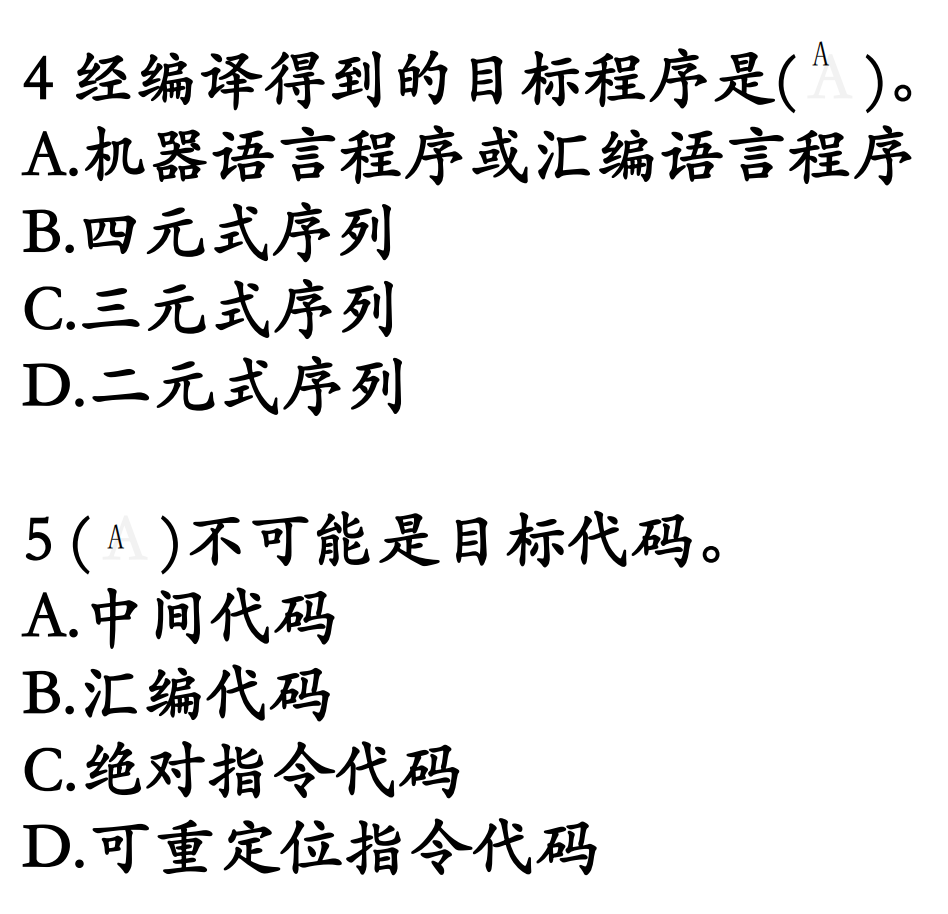 4 经编译得到的目标程序是( A )。
A.机器语言程序或汇编语言程序
B.四元式序列
C.三元式序列
D.二元式序列
5 ( A )不可能是目标代码。
A.中间代码
B.汇编代码
C.绝对指令代码
D.可重定位指令代码